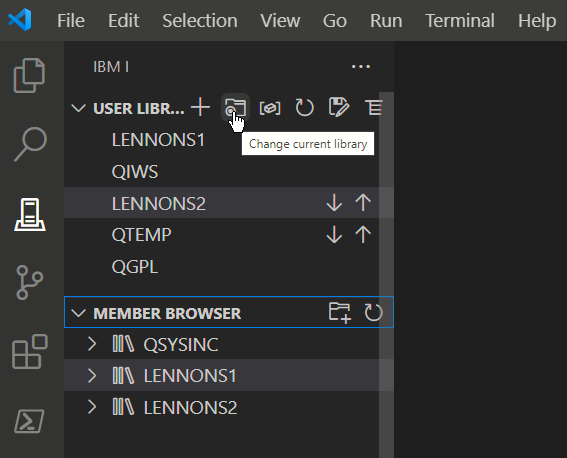 File Edit Selection View Go Run Terminal Help
IBM I
USER LIBR...
LENNONS1
Change current library
QIWS
LENNONS2
QTEMP
QGPL
MEMBER BROWSER
QSYSINC
LENNONS1
LENNONS2